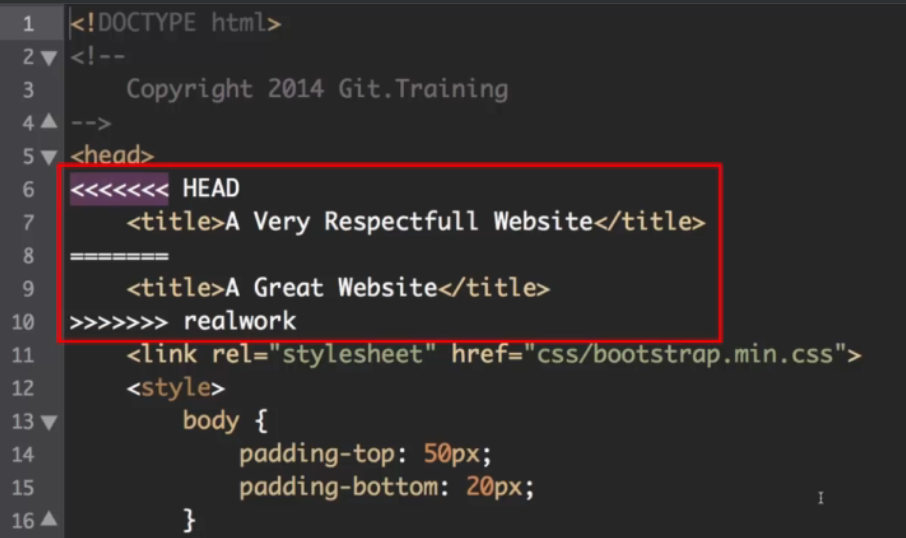 1 <!DOCTYPE html>
2 <!--
3 Copyright 2014 Git.Training
4 -->
5 <head>
6 <<<<<<< HEAD
7 <title>A Very Respectfull Website</title>
8 =======
9 <title>A Great Website</title>
10 >>>>>>> realwork
11 <link rel="stylesheet" href="css/bootstrap.min.css">
12 <style>
13 body {
14 padding-top: 50px;
15 padding-bottom: 20px;
16 }